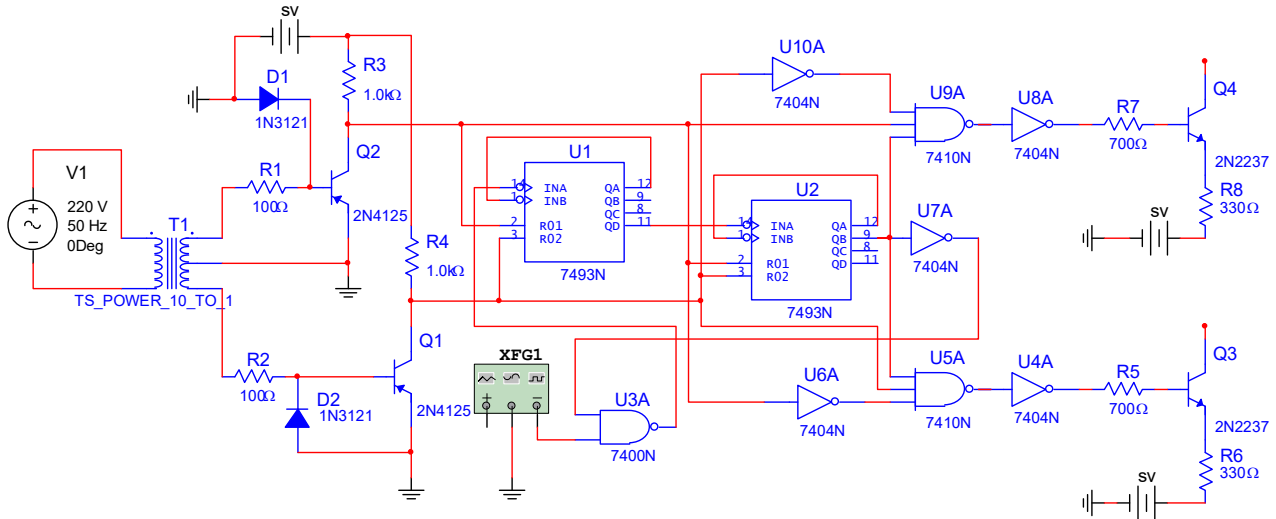 SV
D1
1N3121
R3
1.0kΩ
Q2
2N4125
V1
220 V
50 Hz
0Deg
T1
TS_POWER_10_TO_1
R1
100Ω
R4
1.0kΩ
R2
100Ω
D2
1N3121
Q1
2N4125
U1
14 INA QA 12
1 INB QB 9
QC 8
2 R01 QD 11
3 R02
7493N
XFG1
U3A
7400N
U2
14 INA QA 12
1 INB QB 9
QC 8
2 R01 QD 11
3 R02
7493N
U10A
7404N
U9A
7410N
U8A
7404N
R7
700Ω
Q4
2N2237
R8
330Ω
SV
U7A
7404N
U6A
7404N
U5A
7410N
U4A
7404N
R5
700Ω
Q3
2N2237
R6
330Ω
SV